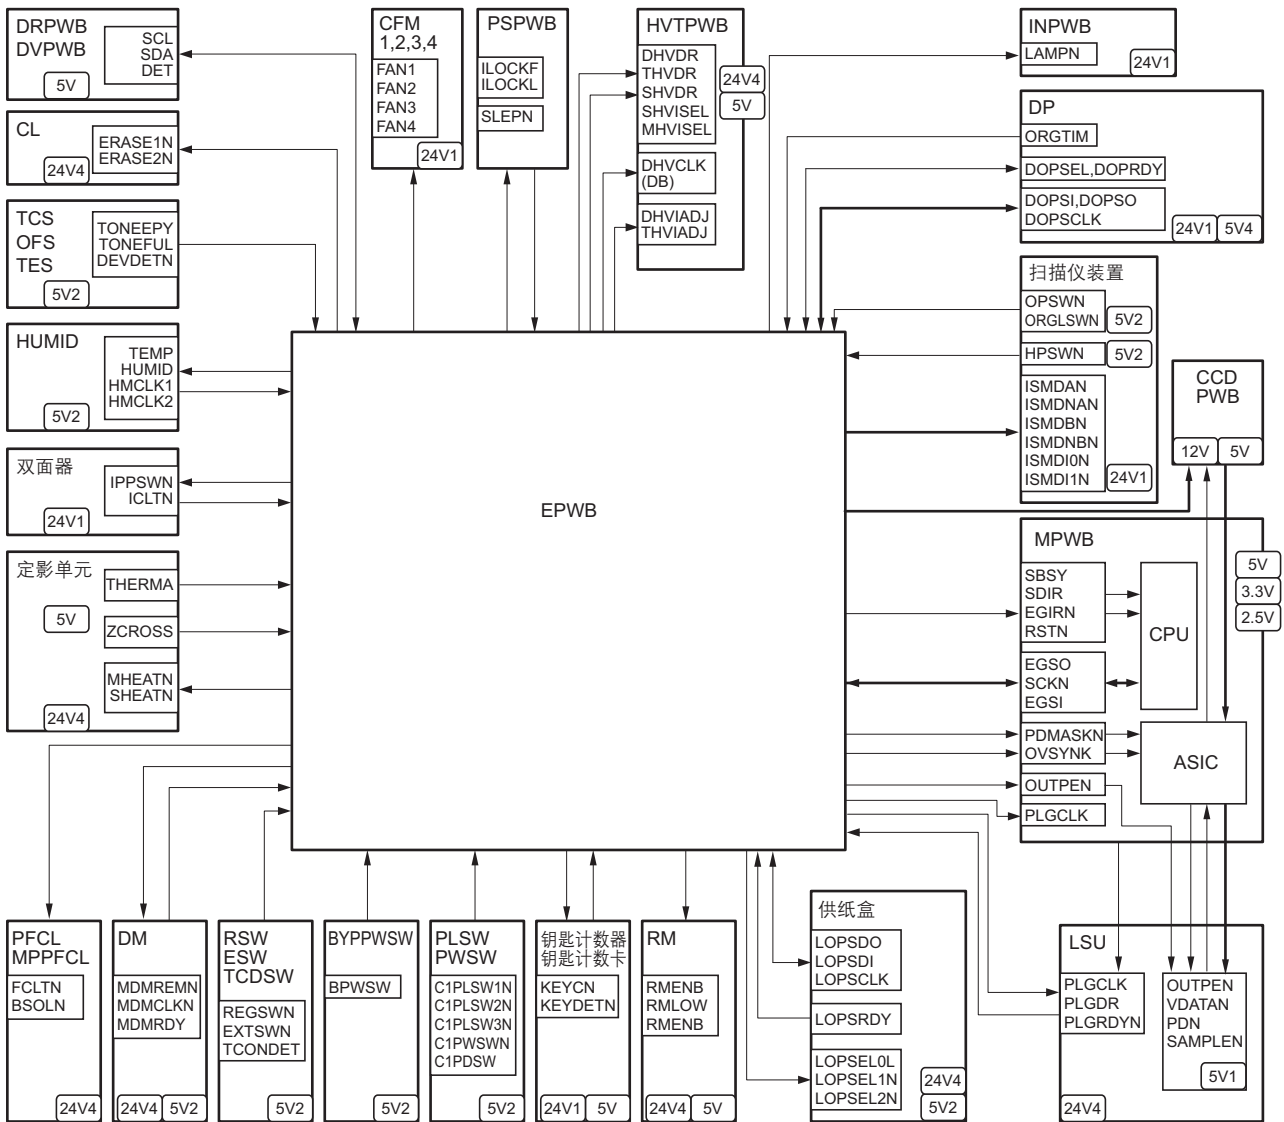 DRPWB
DVPWB
SCL
SDA
DET
5V
CL
ERASE1N
ERASE2N
24V4
TCS
OFS
TES
TONEEPY
TONEFUL
DEVDETN
5V2
HUMID
TEMP
HUMID
HMCLK1
HMCLK2
5V2
双面器
IPPSWN
ICLTN
24V1
定影单元
THERMA
5V
ZCROSS
MHEATN
SHEATN
24V4
CFM
1,2,3,4
FAN1
FAN2
FAN3
FAN4
24V1
PSPWB
ILOCKF
ILOCKL
SLEPN
HVTPWB
DHVDR
THVDR
SHVDR
SHVISEL
MHVISEL
24V4
5V
DHVCLK
(DB)
DHVIADJ
THVIADJ
INPWB
LAMPN
24V1
DP
ORGTIM
DOPSEL,DOPRDY
DOPSI,DOPSO
DOPSCLK
24V1
5V4
扫描仪装置
OPSWN
ORGLSWN
5V2
HPSWN
5V2
ISMDAN
ISMDNAN
ISMDBN
ISMDNBN
ISMDI0N
ISMDI1N
24V1
CCD
PWB
12V
5V
EPWB
MPWB
5V
3.3V
2.5V
SBSY
SDIR
EGIRN
RSTN
CPU
EGSO
SCKN
EGSI
PDMASKN
OVSYNK
ASIC
OUTPEN
PLGCLK
PFCL
MPPFCL
FCLTN
BSOLN
24V4
DM
MDMREMN
MDMCLKN
MDMRDY
24V4
5V2
RSW
ESW
TCDSW
REGSWN
EXTSWN
TCONDET
5V2
BYPPWSW
BPWSW
5V2
PLSW
PWSW
C1PLSW1N
C1PLSW2N
C1PLSW3N
C1PWSWN
C1PDSW
5V2
钥匙计数器
钥匙计数卡
KEYCN
KEYDETN
24V1
5V
RM
RMENB
RMLOW
RMENB
24V4
5V
供纸盒
LOPSDO
LOPSDI
LOPSCLK
LOPSRDY
LOPSEL0L
LOPSEL1N
LOPSEL2N
24V4
5V2
LSU
PLGCLK
PLGDR
PLGRDYN
OUTPEN
VDATAN
PDN
SAMPLEN
5V1
24V4